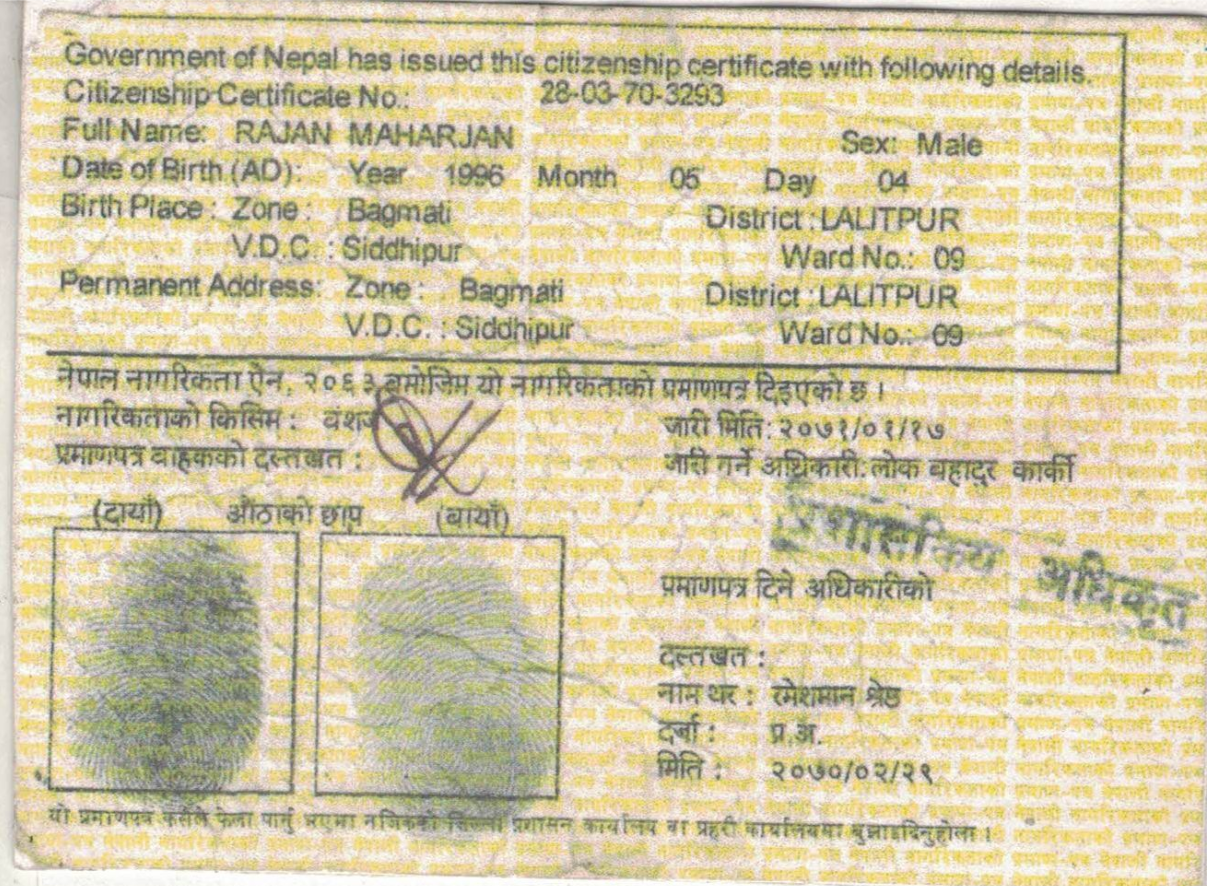 Government of Nepal has issued this citizenship certificate with following details.
Citizenship Certificate No.: 28-03-70-3293
Full Name: RAJAN MAHARJAN Sex: Male
Date of Birth (AD): Year 1996 Month 05 Day 04
Birth Place : Zone : Bagmati District : LALITPUR
V.D.C. : Siddhipur Ward No.: 09
Permanent Address: Zone : Bagmati District : LALITPUR
V.D.C. : Siddhipur Ward No.: 09
नेपाल नागरिकता ऐन, २०६३ बमोजिम यो नागरिकताको प्रमाणपत्र दिइएको छ ।
नागरिकताको किसिम : वंशज जारी मिति: २०७१/०१/१७
प्रमाणपत्र वाहकको दस्तखत : जारी गर्ने अधिकारी: लोक बहादुर कार्की
(दायाँ) औंठाको छाप (बायाँ)
प्रशासकिय अधिकृत
प्रमाणपत्र दिने अधिकारीको
दस्तखत :
नाम थर : रमेशमान श्रेष्ठ
दर्जा : प्र.अ.
मिति : २०७०/०२/२९
यो प्रमाणपत्र कसैले फेला पार्नु भएमा नजिकको जिल्ला प्रशासन कार्यालय वा प्रहरी कार्यालयमा बुझाइदिनुहोला ।